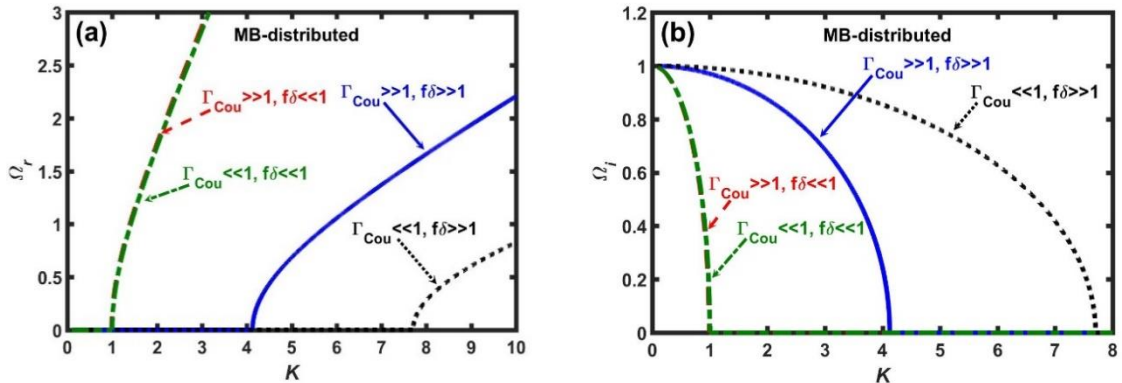 (a)
MB-distributed
Γ_Cou>>1, fδ<<1
Γ_Cou>>1, fδ>>1
Γ_Cou<<1, fδ<<1
Γ_Cou<<1, fδ>>1
Ω_r
3
2.5
2
1.5
1
0.5
0
0 1 2 3 4 5 6 7 8 9 10
K
(b)
MB-distributed
Γ_Cou>>1, fδ>>1
Γ_Cou<<1, fδ>>1
Γ_Cou>>1, fδ<<1
Γ_Cou<<1, fδ<<1
Ω_i
1.2
1
0.8
0.6
0.4
0.2
0
0 1 2 3 4 5 6 7 8
K